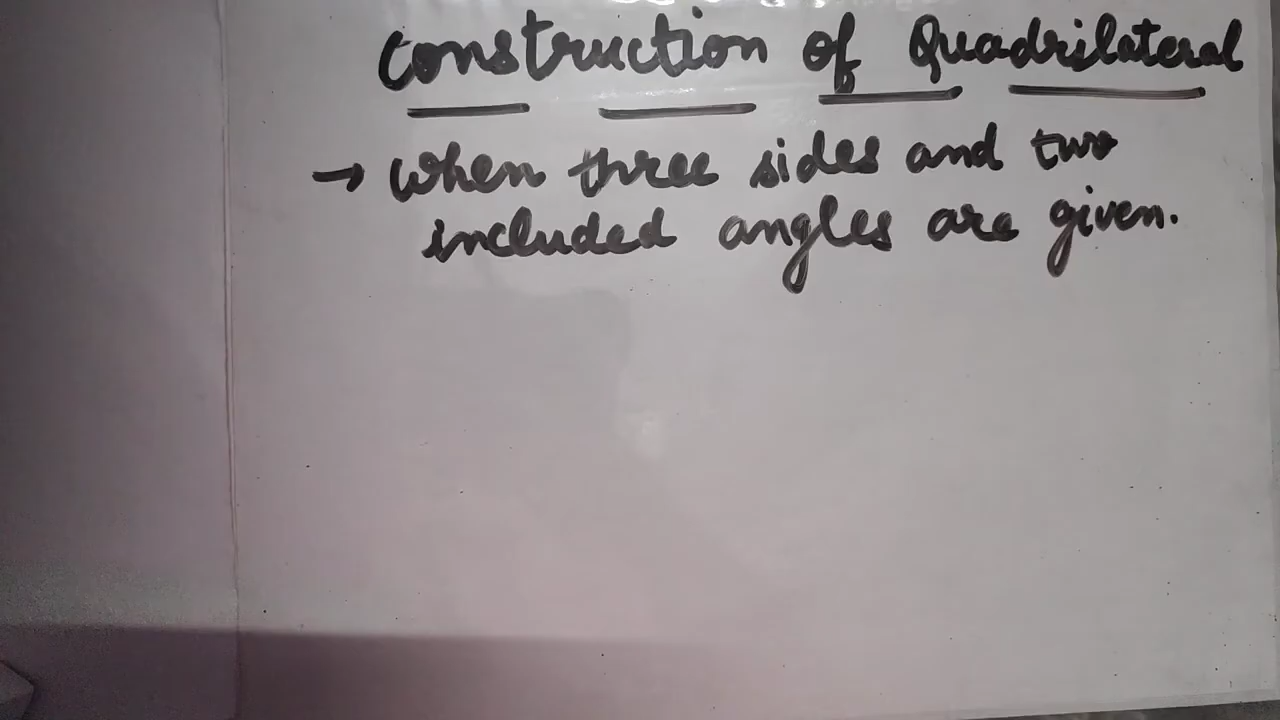 Construction of Quadrilateral
→ When three sides and two
included angles are given.